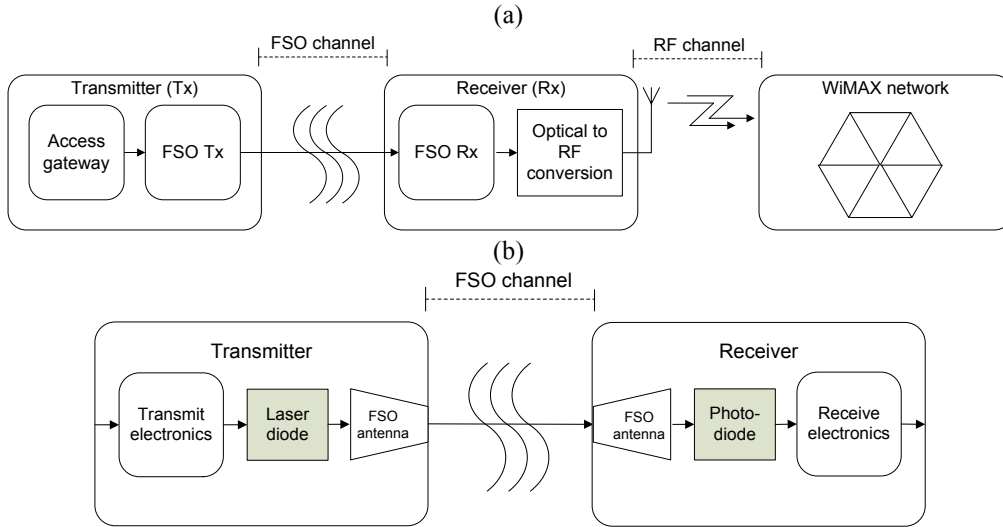 (a)
FSO channel
RF channel
Transmitter (Tx)
Receiver (Rx)
WiMAX network
Access
gateway
FSO Tx
FSO Rx
Optical to
RF
conversion
(b)
FSO channel
Transmitter
Receiver
Transmit
electronics
Laser
diode
FSO
antenna
FSO
antenna
Photo-
diode
Receive
electronics